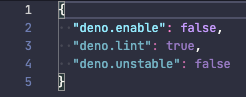 1 {
2 "deno.enable": false,
3 "deno.lint": true,
4 "deno.unstable": false
5 }